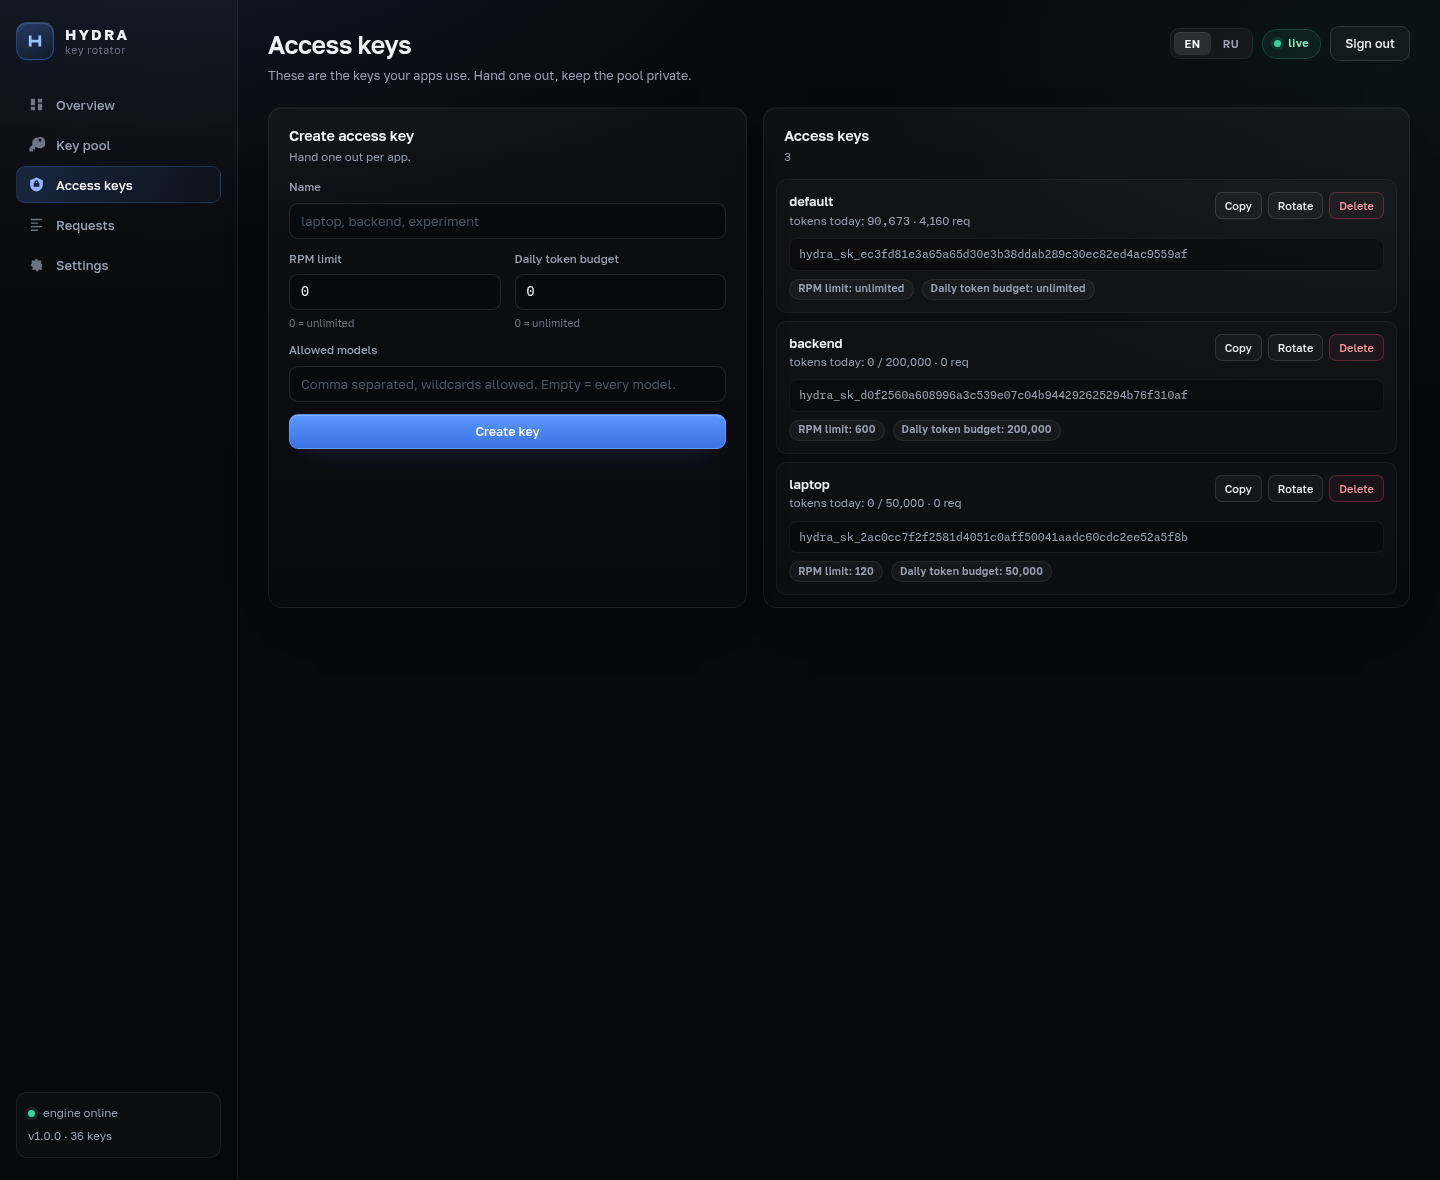 HYDRA
key rotator
Overview
Key pool
Access keys
Requests
Settings
engine online
v1.0.0 · 36 keys
Access keys
These are the keys your apps use. Hand one out, keep the pool private.
EN RU
live
Sign out
Create access key
Hand one out per app.
Name
laptop, backend, experiment
RPM limit Daily token budget
0 0
0 = unlimited 0 = unlimited
Allowed models
Comma separated, wildcards allowed. Empty = every model.
Create key
Access keys
3
default
Copy Rotate Delete
tokens today: 90,673 · 4,160 req
hydra_sk_ec3fd81e3a65a65d30e3b38ddab289c30ec82ed4ac9559af
RPM limit: unlimited Daily token budget: unlimited
backend
Copy Rotate Delete
tokens today: 0 / 200,000 · 0 req
hydra_sk_d0f2560a608996a3c539e07c04b944292625294b76f310af
RPM limit: 600 Daily token budget: 200,000
laptop
Copy Rotate Delete
tokens today: 0 / 50,000 · 0 req
hydra_sk_2ac0cc7f2f2581d4051c0aff50041aadc60cdc2ee52a5f8b
RPM limit: 120 Daily token budget: 50,000